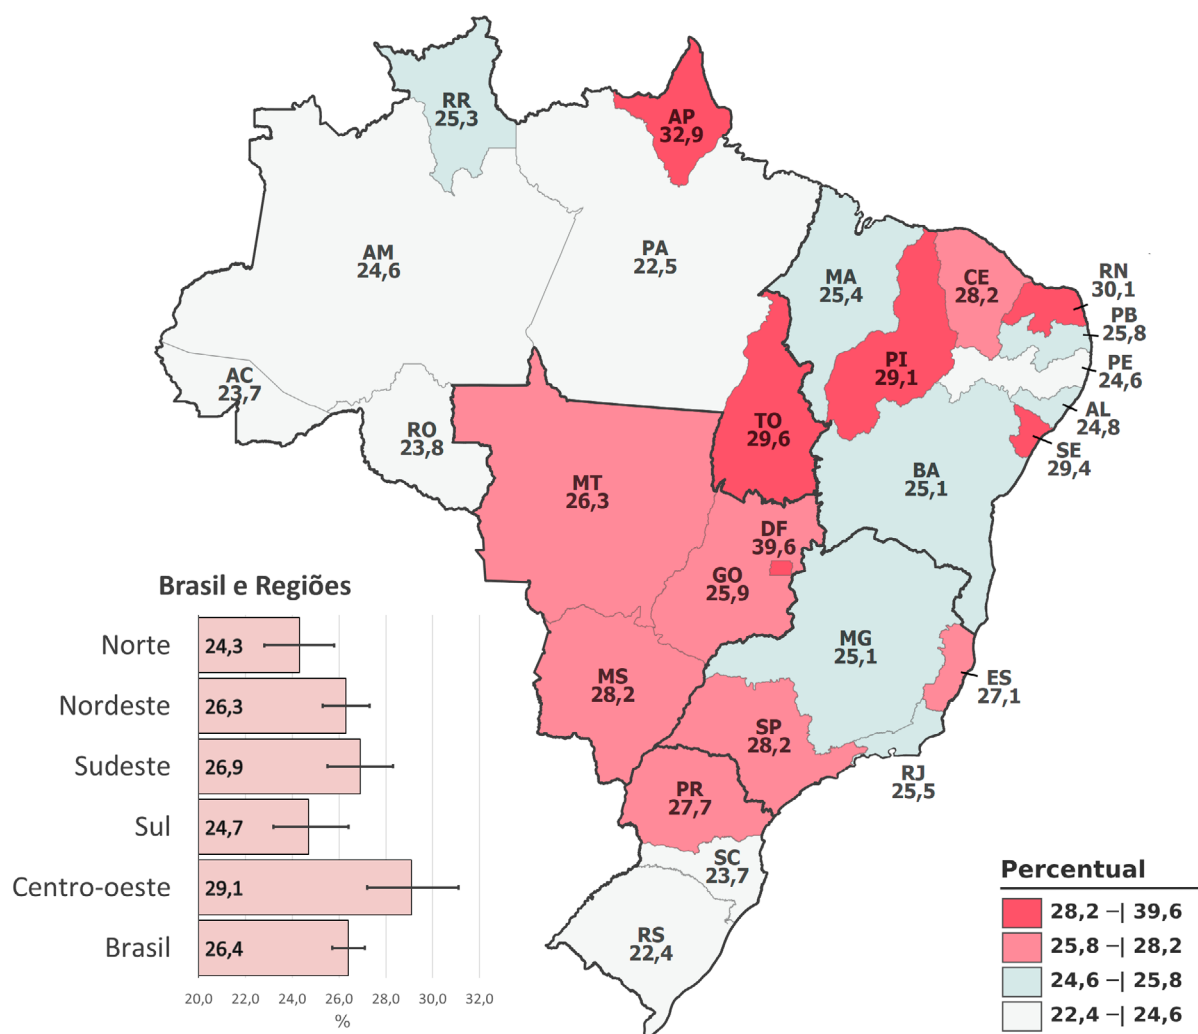 RR
25,3
AP
32,9
AM
24,6
PA
22,5
MA
25,4
CE
28,2
RN
30,1
PB
25,8
PI
29,1
PE
24,6
AC
23,7
AL
24,8
TO
29,6
RO
23,8
SE
29,4
BA
25,1
MT
26,3
DF
39,6
GO
25,9
MG
25,1
MS
28,2
ES
27,1
SP
28,2
RJ
25,5
PR
27,7
SC
23,7
RS
22,4
Brasil e Regiões
Norte 24,3
Nordeste 26,3
Sudeste 26,9
Sul 24,7
Centro-oeste 29,1
Brasil 26,4
20,0 22,0 24,0 26,0 28,0 30,0 32,0
%
Percentual
28,2 –| 39,6
25,8 –| 28,2
24,6 –| 25,8
22,4 –| 24,6